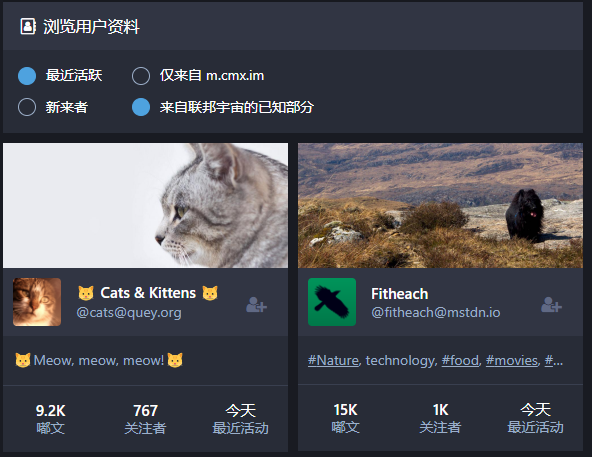 浏览用户资料
最近活跃
仅来自 m.cmx.im
新来者
来自联邦宇宙的已知部分
🐱 Cats & Kittens 🐱
@cats@quey.org
🐱Meow, meow, meow!🐱
9.2K 767 今天
嘟文 关注者 最近活动
Fitheach
@fitheach@mstdn.io
#Nature, technology, #food, #movies, #...
15K 1K 今天
嘟文 关注者 最近活动